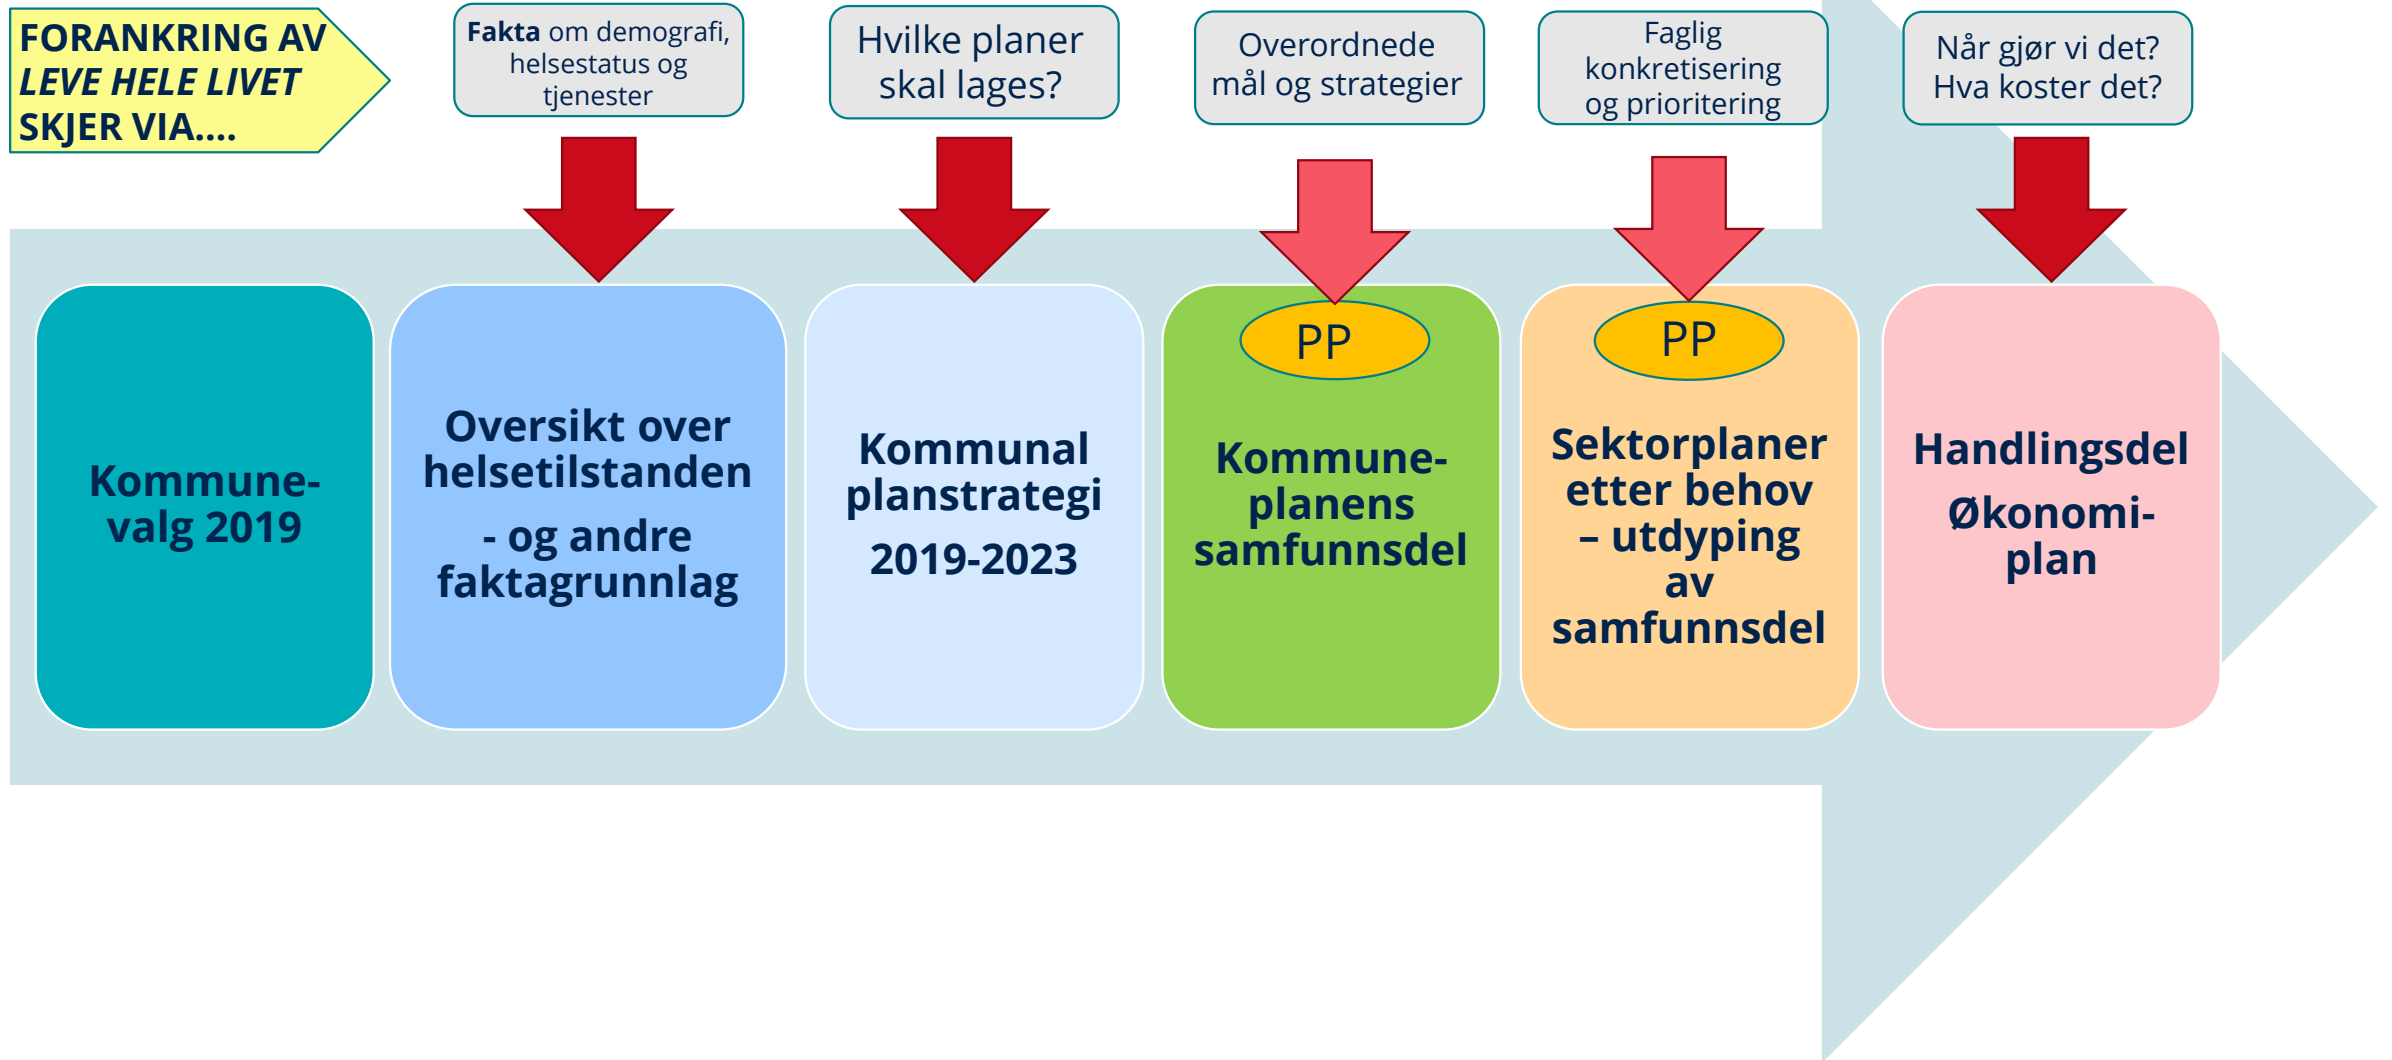 FORANKRING AV
LEVE HELE LIVET
SKJER VIA....
Fakta om demografi,
helsestatus og
tjenester
Hvilke planer
skal lages?
Overordnede
mål og strategier
Faglig
konkretisering
og prioritering
Når gjør vi det?
Hva koster det?
Kommune-
valg 2019
Oversikt over
helsetilstanden
- og andre
faktagrunnlag
Kommunal
planstrategi
2019-2023
PP
Kommune-
planens
samfunnsdel
PP
Sektorplaner
etter behov
– utdyping
av
samfunnsdel
Handlingsdel
Økonomi-
plan